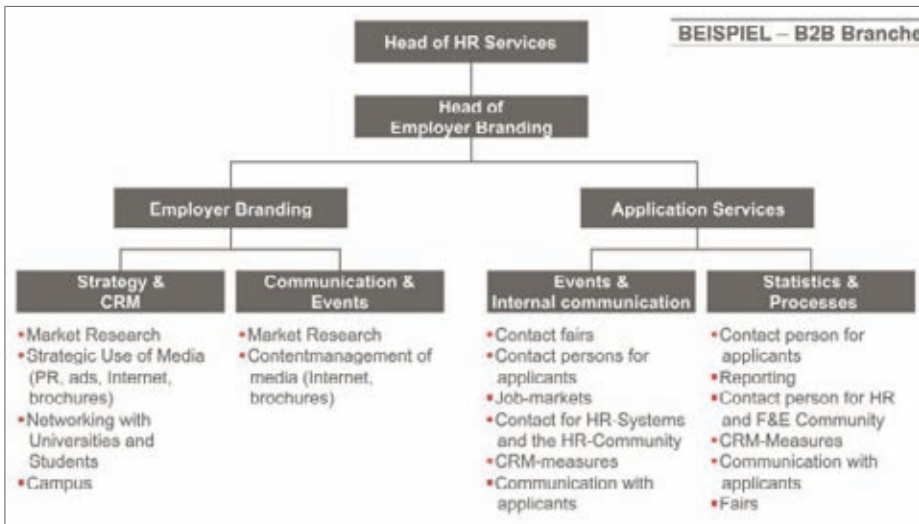 BEISPIEL – B2B Branche
Head of HR Services
Head of
Employer Branding
Employer Branding
Application Services
Strategy &
CRM
▪Market Research
▪Strategic Use of Media
(PR, ads, Internet,
brochures)
▪Networking with
Universities and
Students
▪Campus
Communication &
Events
▪Market Research
▪Contentmanagement of
media (Internet,
brochures)
Events &
Internal communication
▪Contact fairs
▪Contact persons for
applicants
▪Job-markets
▪Contact for HR-Systems
and the HR-Community
▪CRM-measures
▪Communication with
applicants
Statistics &
Processes
▪Contact person for
applicants
▪Reporting
▪Contact person for HR
and F&E Community
▪CRM-Measures
▪Communication with
applicants
▪Fairs